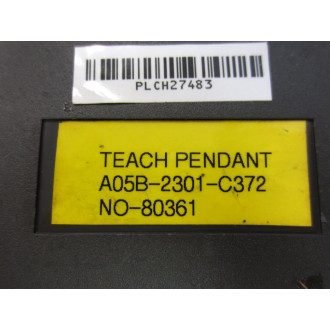 PLCH27483
TEACH PENDANT
A05B-2301-C372
NO-80361